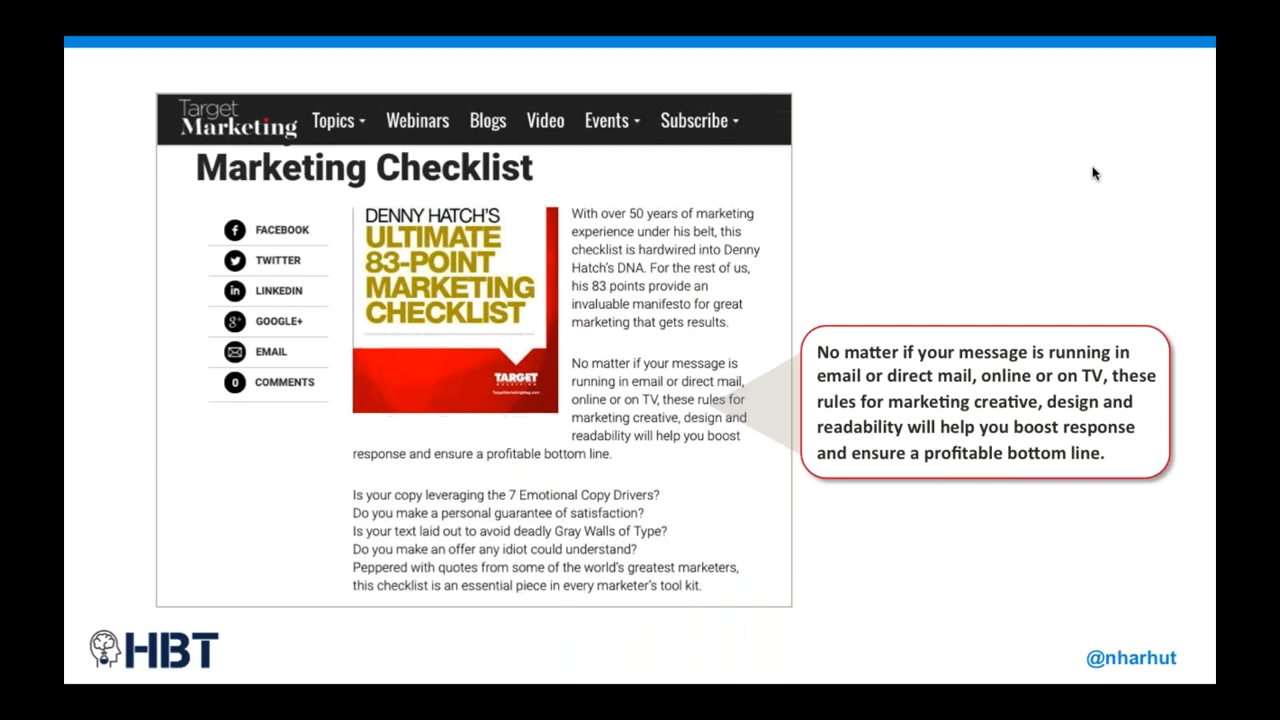 Target
Marketing
Topics
Webinars
Blogs
Video
Events
Subscribe
Marketing Checklist
FACEBOOK
TWITTER
LINKEDIN
GOOGLE+
EMAIL
0 COMMENTS
DENNY HATCH'S
ULTIMATE
83-POINT
MARKETING
CHECKLIST
TARGET
MARKETING
TargetMarketingMag.com
With over 50 years of marketing
experience under his belt, this
checklist is hardwired into Denny
Hatch's DNA. For the rest of us,
his 83 points provide an
invaluable manifesto for great
marketing that gets results.
No matter if your message is
running in email or direct mail,
online or on TV, these rules for
marketing creative, design and
readability will help you boost
response and ensure a profitable bottom line.
Is your copy leveraging the 7 Emotional Copy Drivers?
Do you make a personal guarantee of satisfaction?
Is your text laid out to avoid deadly Gray Walls of Type?
Do you make an offer any idiot could understand?
Peppered with quotes from some of the world's greatest marketers,
this checklist is an essential piece in every marketer's tool kit.
No matter if your message is running in
email or direct mail, online or on TV, these
rules for marketing creative, design and
readability will help you boost response
and ensure a profitable bottom line.
HBT
@nharhut